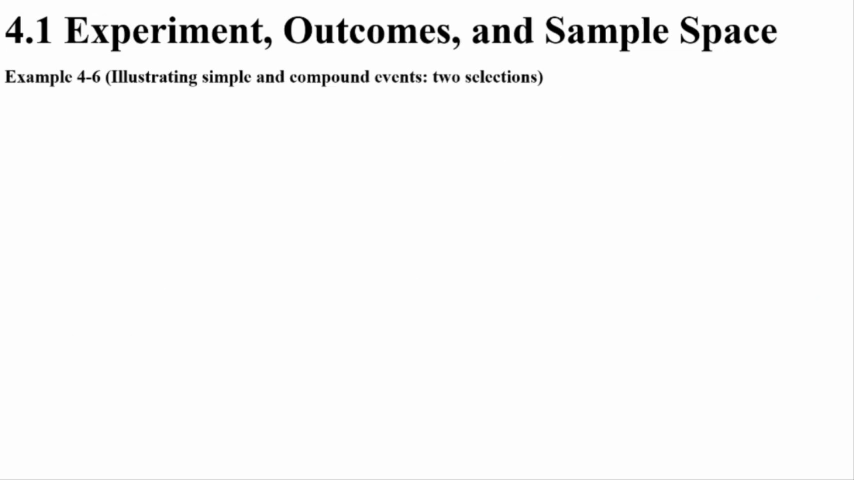 4.1 Experiment, Outcomes, and Sample Space
Example 4-6 (Illustrating simple and compound events: two selections)